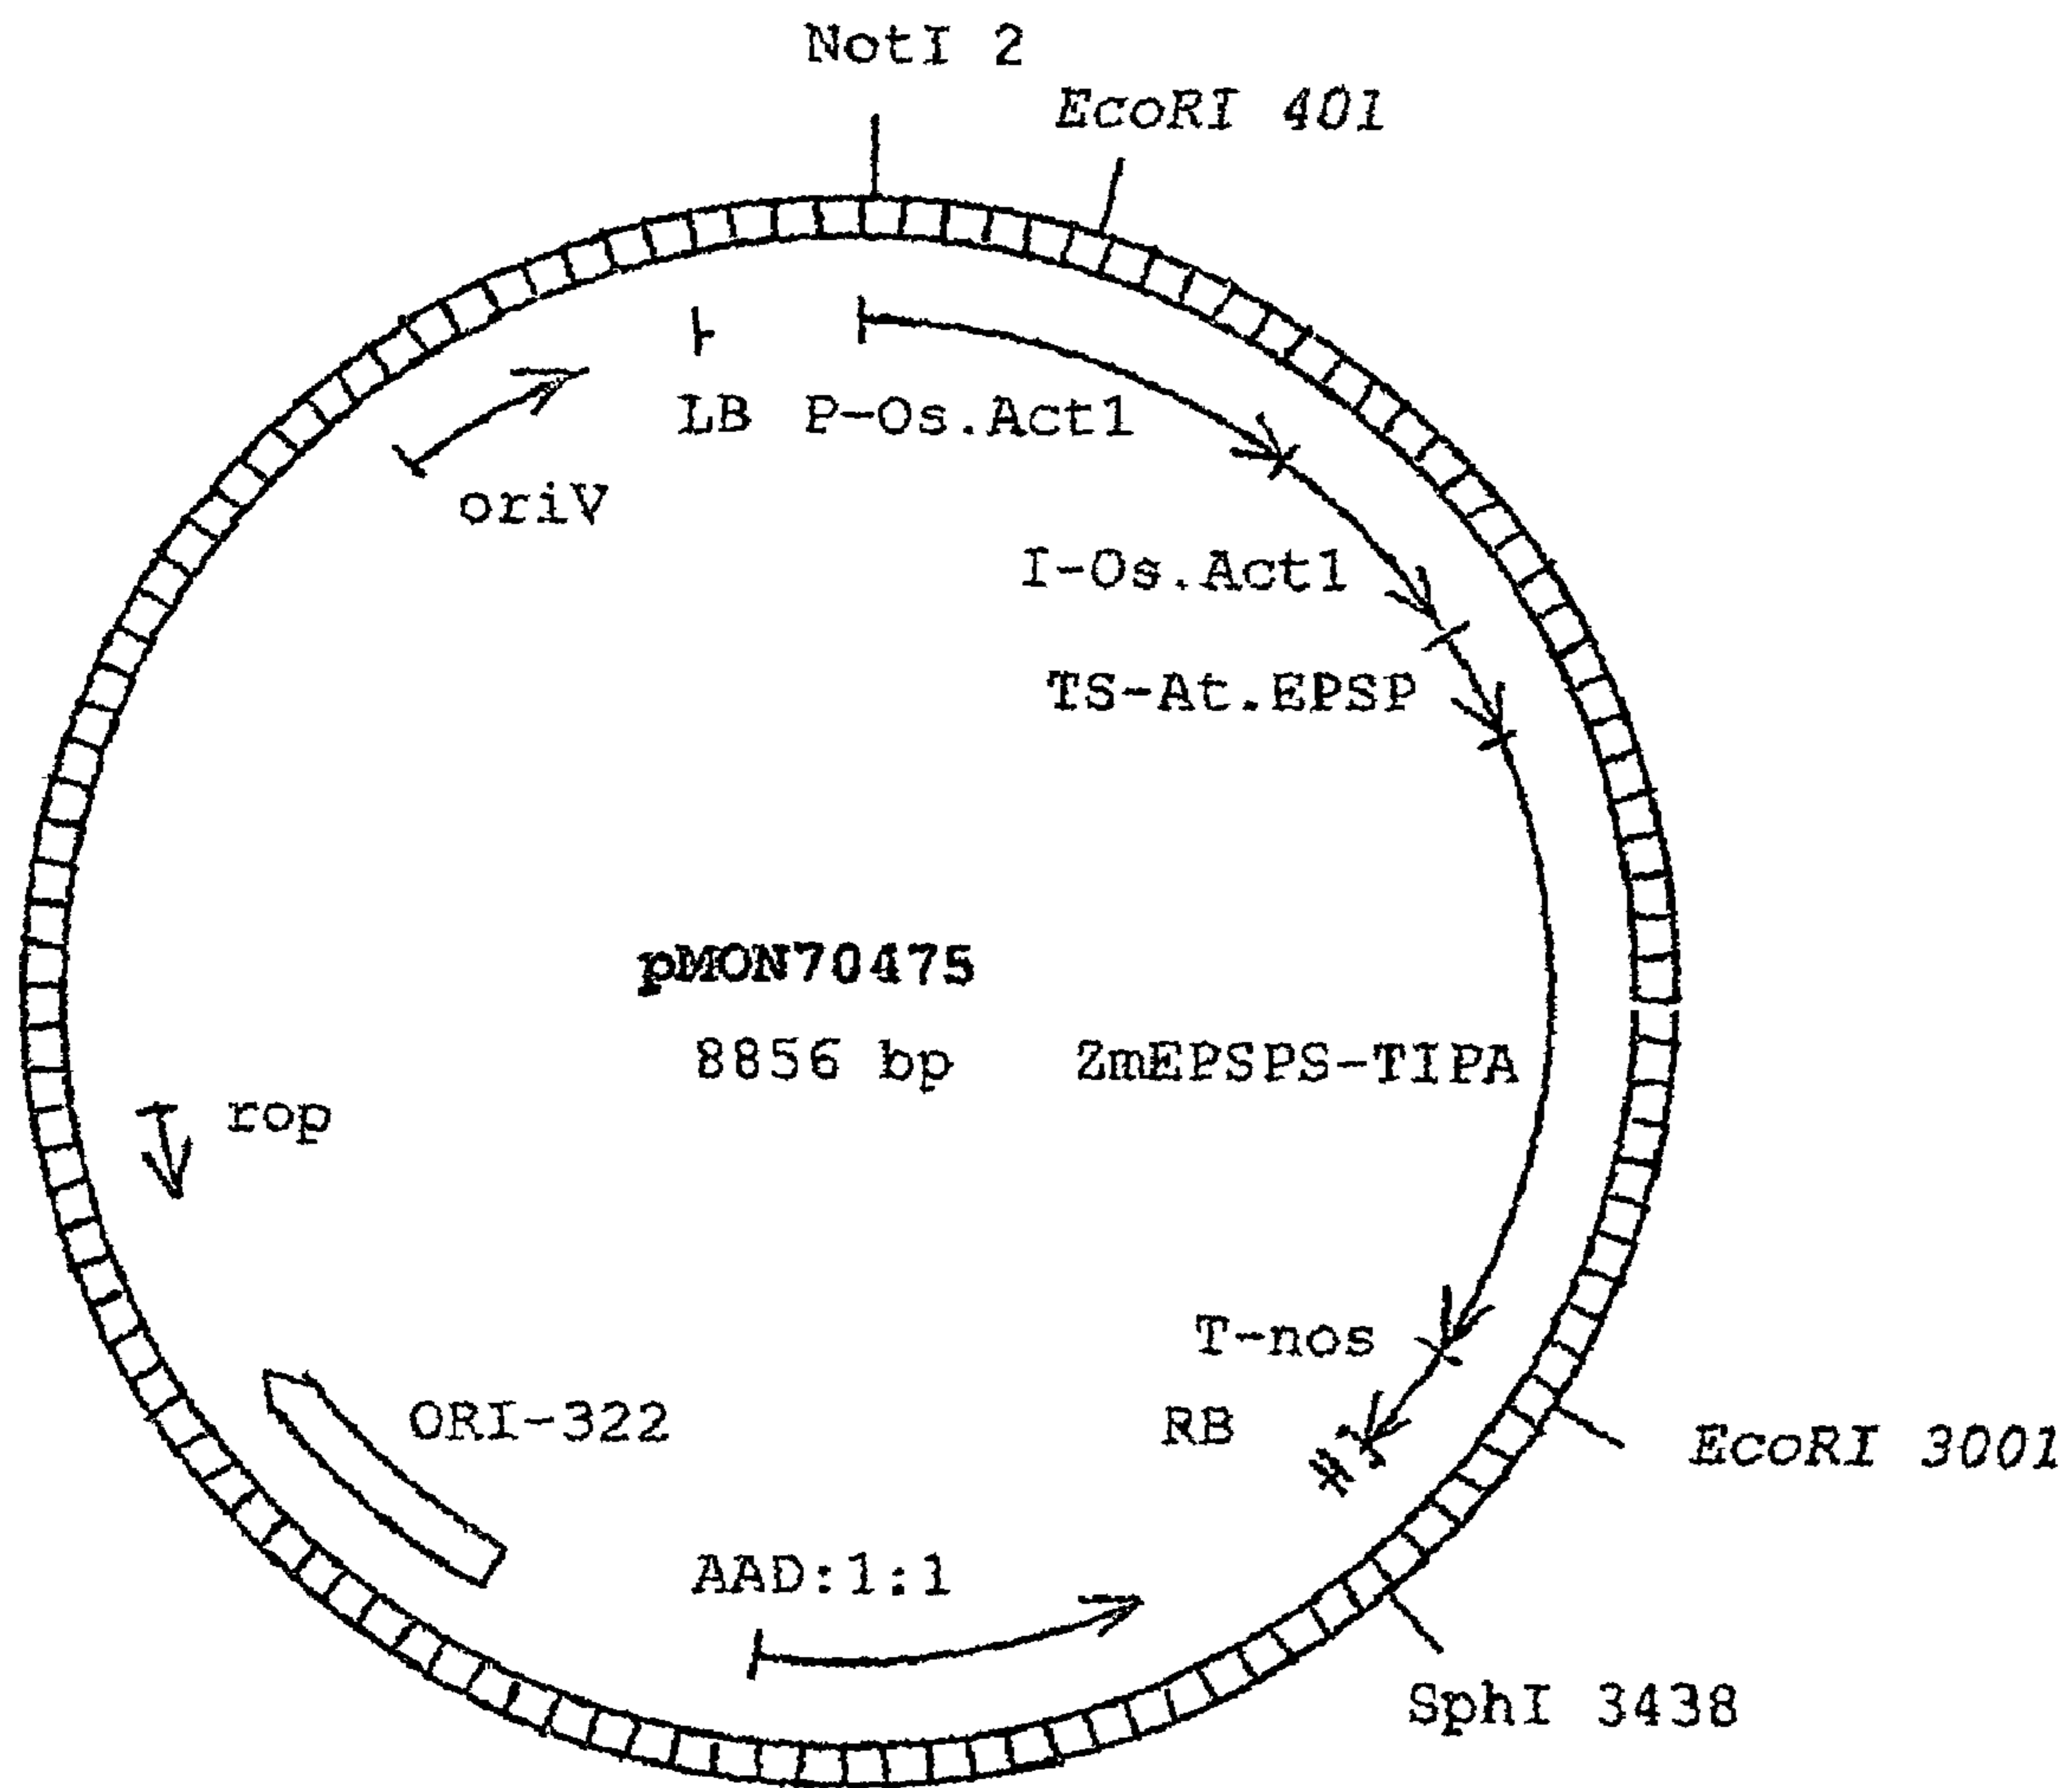 NotI 2
EcoRI 401
LB P-Os.Act1
oriV
I-Os.Act1
TS-At.EPSP
pMON70475
8856 bp
ZmEPSPS-TIPA
rop
T-nos
ORI-322
RB
EcoRI 3001
AAD:1:1
SphI 3438